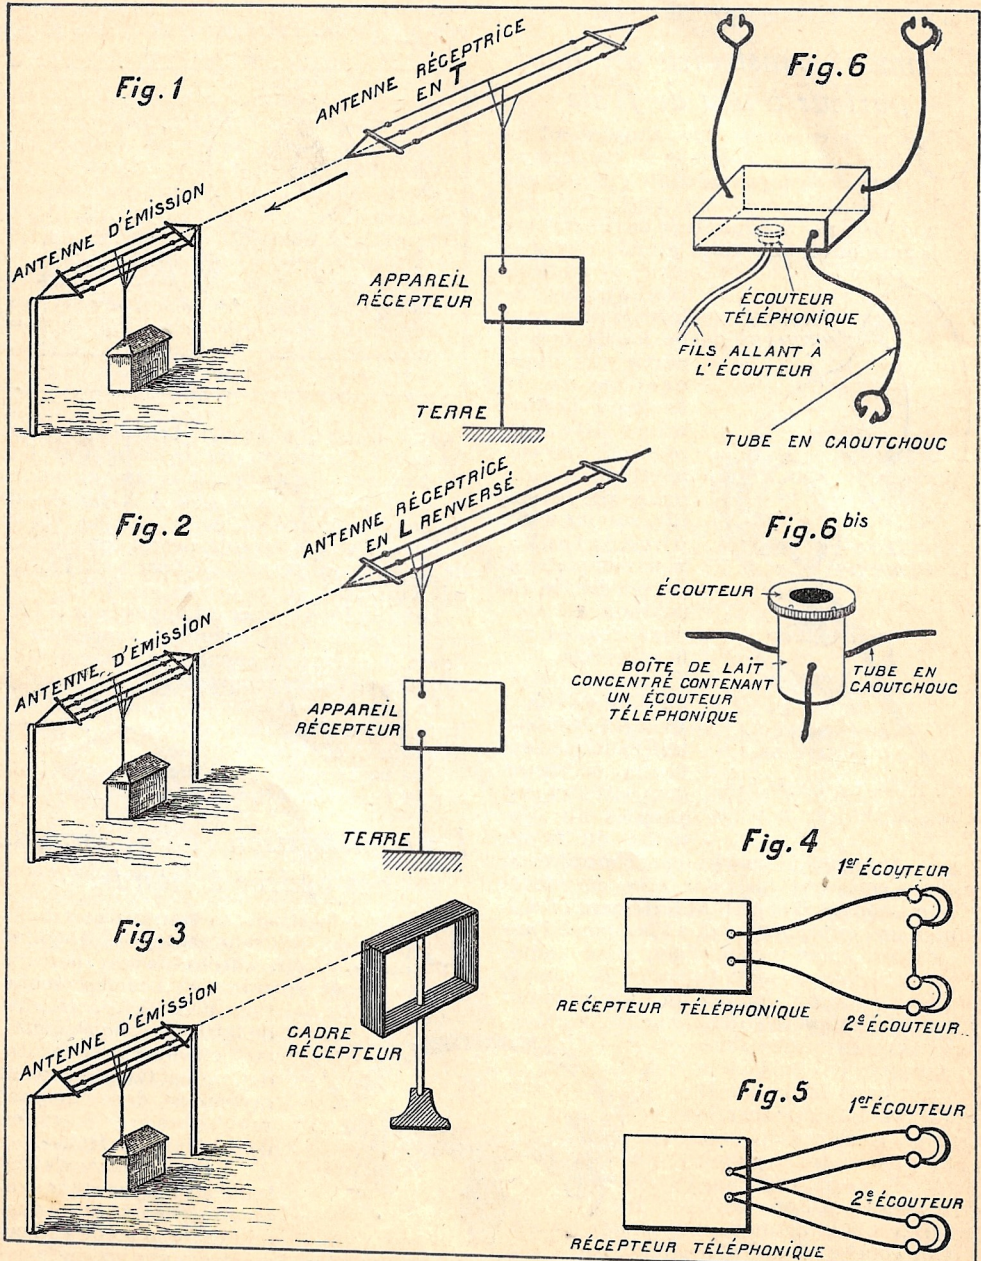 Fig. 1
ANTENNE RÉCEPTRICE
EN T
ANTENNE D'ÉMISSION
APPAREIL
RÉCEPTEUR
TERRE
Fig. 6
ÉCOUTEUR
TÉLÉPHONIQUE
FILS ALLANT À
L'ÉCOUTEUR
TUBE EN CAOUTCHOUC
Fig. 2
ANTENNE RÉCEPTRICE
EN L RENVERSÉ
ANTENNE D'ÉMISSION
APPAREIL
RÉCEPTEUR
TERRE
Fig. 6 bis
ÉCOUTEUR
BOÎTE DE LAIT
CONCENTRÉ CONTENANT
UN ÉCOUTEUR
TÉLÉPHONIQUE
TUBE EN
CAOUTCHOUC
Fig. 3
ANTENNE D'ÉMISSION
CADRE
RÉCEPTEUR
Fig. 4
1er ÉCOUTEUR
RÉCEPTEUR TÉLÉPHONIQUE
2e ÉCOUTEUR
Fig. 5
1er ÉCOUTEUR
2e ÉCOUTEUR
RÉCEPTEUR TÉLÉPHONIQUE